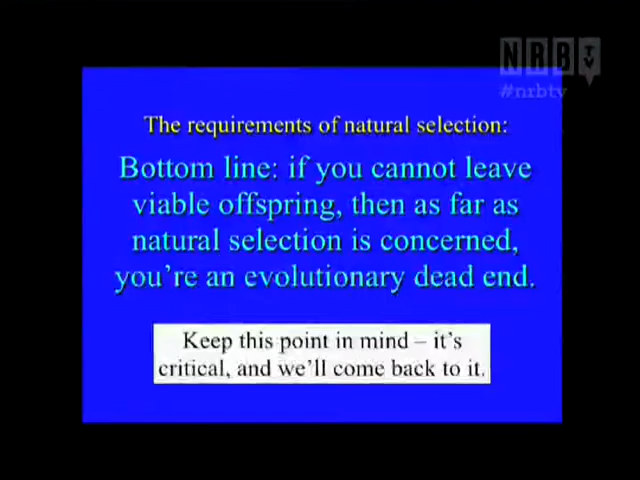 NRB TV
#nrbtv
The requirements of natural selection:
Bottom line: if you cannot leave
viable offspring, then as far as
natural selection is concerned,
you're an evolutionary dead end.
Keep this point in mind – it's
critical, and we'll come back to it.